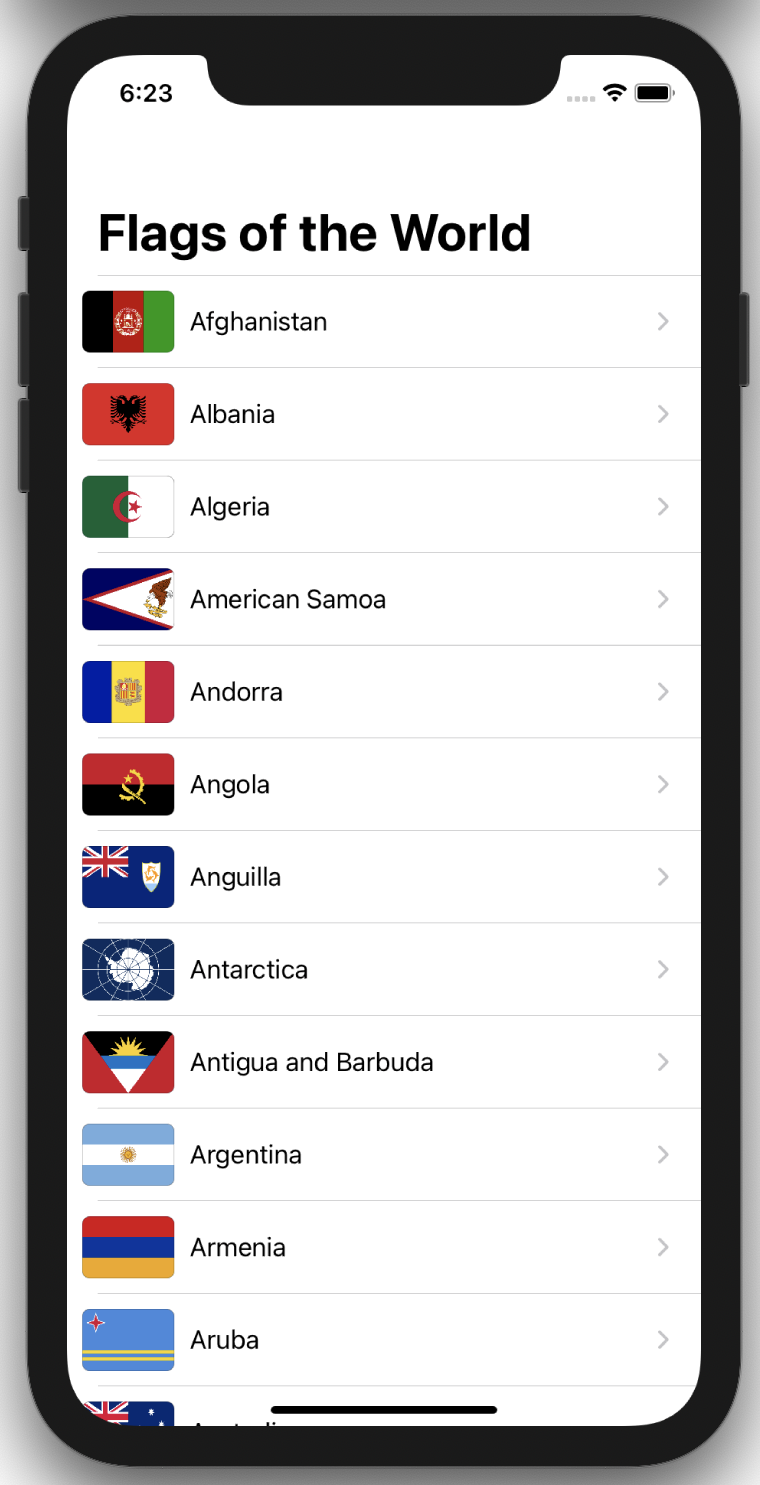 6:23
Flags of the World
Afghanistan
Albania
Algeria
American Samoa
Andorra
Angola
Anguilla
Antarctica
Antigua and Barbuda
Argentina
Armenia
Aruba